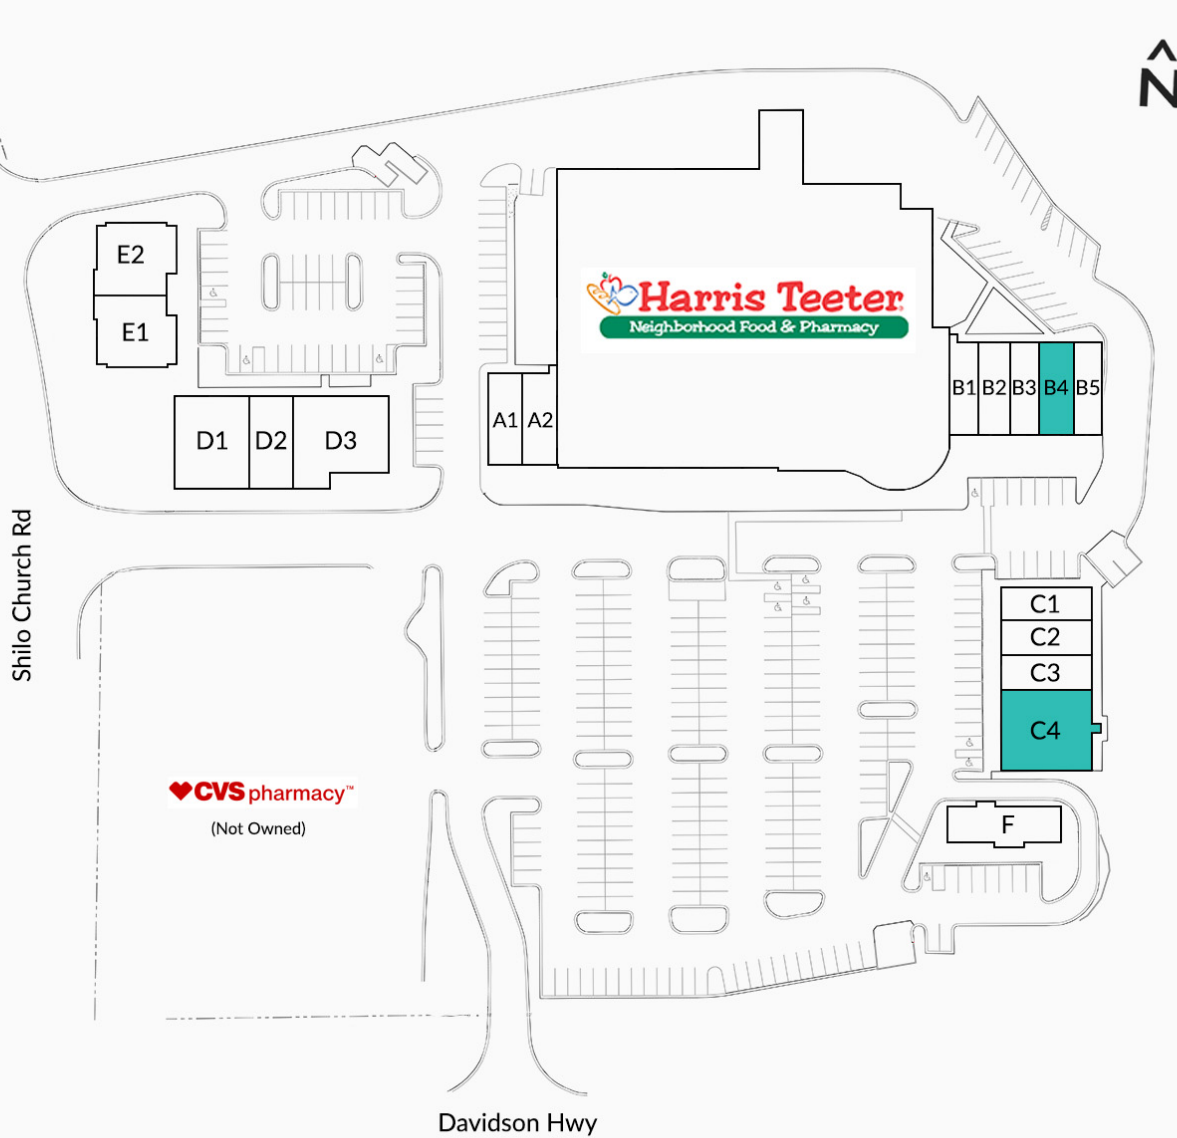 N
E2
E1
Harris Teeter
Neighborhood Food & Pharmacy
B1 B2 B3 B4 B5
A1 A2
D1 D2 D3
Shilo Church Rd
C1
C2
C3
C4
CVS pharmacy™
(Not Owned)
F
Davidson Hwy